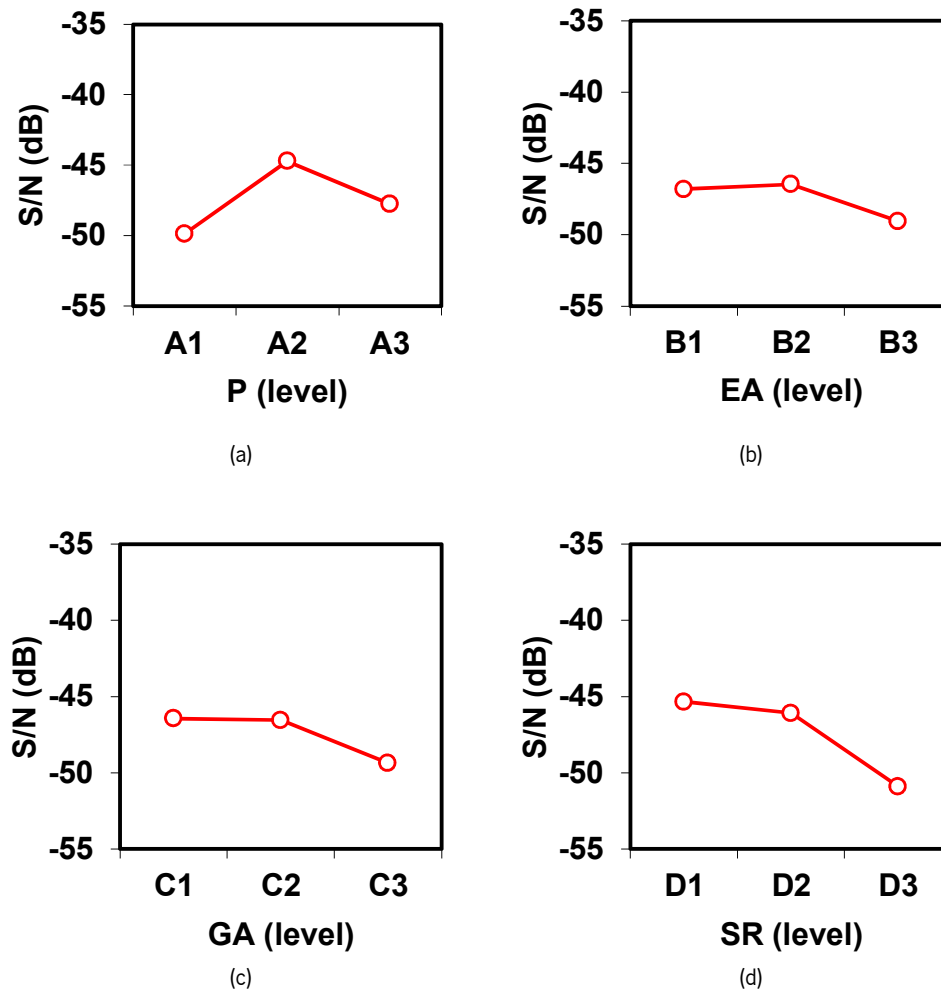 -35
-40
-45
-50
-55
S/N (dB)
A1 A2 A3
P (level)
(a)
-35
-40
-45
-50
-55
S/N (dB)
B1 B2 B3
EA (level)
(b)
-35
-40
-45
-50
-55
S/N (dB)
C1 C2 C3
GA (level)
(c)
-35
-40
-45
-50
-55
S/N (dB)
D1 D2 D3
SR (level)
(d)